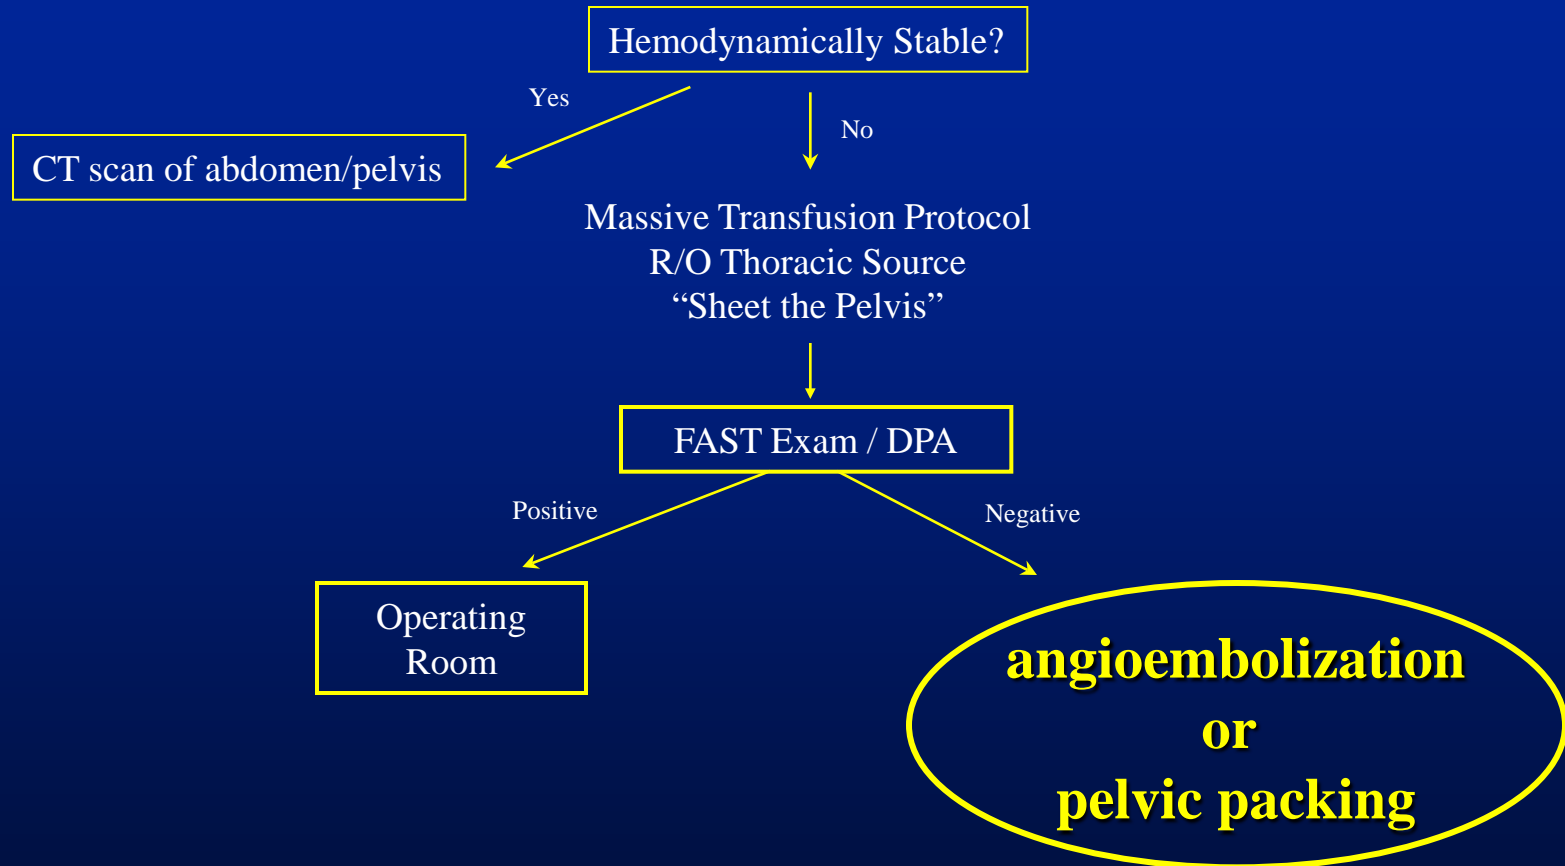 Hemodynamically Stable?
Yes
No
CT scan of abdomen/pelvis
Massive Transfusion Protocol
R/O Thoracic Source
“Sheet the Pelvis”
FAST Exam / DPA
Positive
Negative
Operating
Room
angioembolization
or
pelvic packing